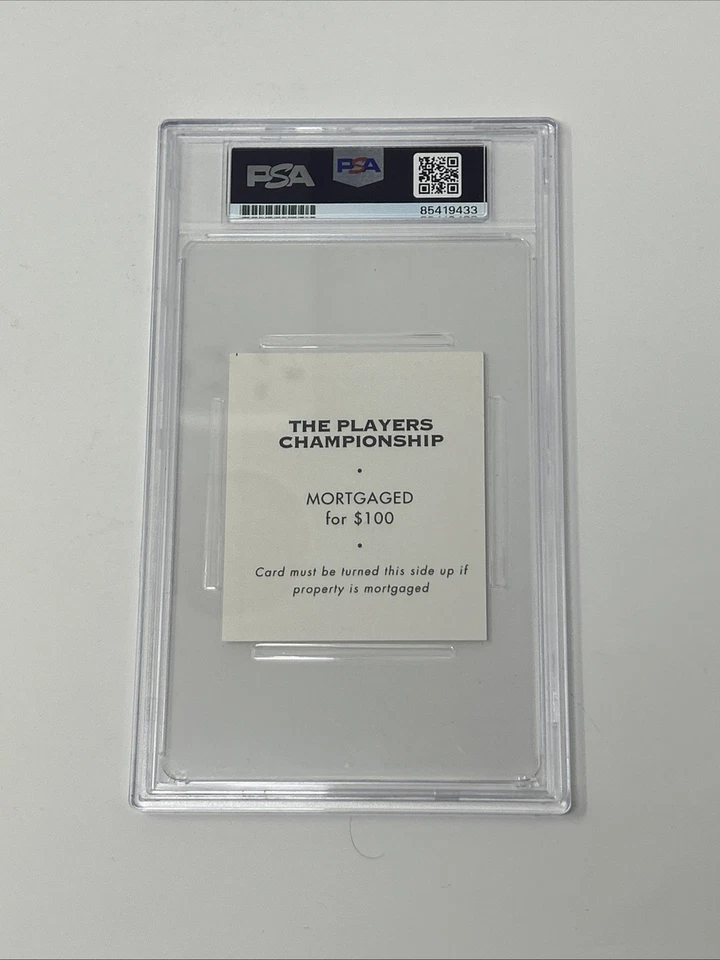 PSA
PSA
85419433
THE PLAYERS
CHAMPIONSHIP
•
MORTGAGED
for $100
•
Card must be turned this side up if
property is mortgaged